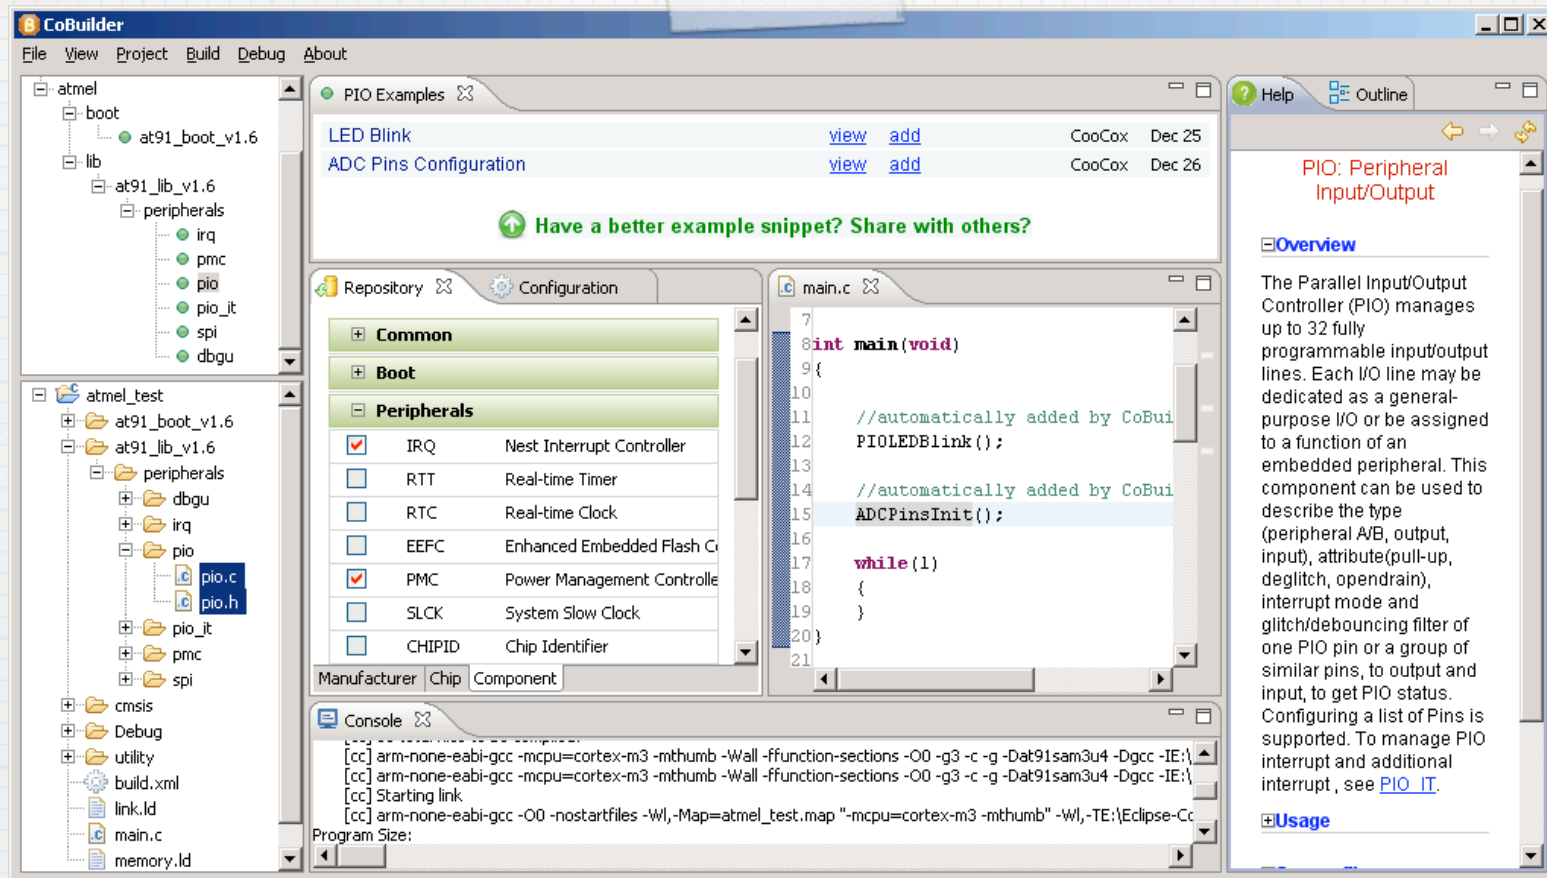 CoBuilder
File View Project Build Debug About
atmel
boot
at91_boot_v1.6
lib
at91_lib_v1.6
peripherals
irq
pmc
pio
pio_it
spi
dbgu
atmel_test
at91_boot_v1.6
at91_lib_v1.6
peripherals
dbgu
irq
pio
pio.c
pio.h
pio_it
pmc
spi
cmsis
Debug
utility
build.xml
link.ld
main.c
memory.ld
PIO Examples
LED Blink view add CooCox Dec 25
ADC Pins Configuration view add CooCox Dec 26
Have a better example snippet? Share with others?
Repository Configuration
Common
Boot
Peripherals
IRQ Nest Interrupt Controller
RTT Real-time Timer
RTC Real-time Clock
EEFC Enhanced Embedded Flash C
PMC Power Management Controlle
SLCK System Slow Clock
CHIPID Chip Identifier
Manufacturer Chip Component
main.c
7
8 int main(void)
9 {
10
11 //automatically added by CoBui
12 PIOLEDBlink();
13
14 //automatically added by CoBui
15 ADCPinsInit();
16
17 while(1)
18 {
19 }
20 }
21
Console
[cc] arm-none-eabi-gcc -mcpu=cortex-m3 -mthumb -Wall -ffunction-sections -O0 -g3 -c -g -Dat91sam3u4 -Dgcc -IE:\
[cc] arm-none-eabi-gcc -mcpu=cortex-m3 -mthumb -Wall -ffunction-sections -O0 -g3 -c -g -Dat91sam3u4 -Dgcc -IE:\
[cc] Starting link
[cc] arm-none-eabi-gcc -O0 -nostartfiles -Wl,-Map=atmel_test.map "-mcpu=cortex-m3 -mthumb" -Wl,-TE:\Eclipse-Cc
Program Size:
Help Outline
PIO: Peripheral
Input/Output
Overview
The Parallel Input/Output
Controller (PIO) manages
up to 32 fully
programmable input/output
lines. Each I/O line may be
dedicated as a general-
purpose I/O or be assigned
to a function of an
embedded peripheral. This
component can be used to
describe the type
(peripheral A/B, output,
input), attribute(pull-up,
deglitch, opendrain),
interrupt mode and
glitch/debouncing filter of
one PIO pin or a group of
similar pins, to output and
input, to get PIO status.
Configuring a list of Pins is
supported. To manage PIO
interrupt and additional
interrupt , see PIO_IT.
Usage